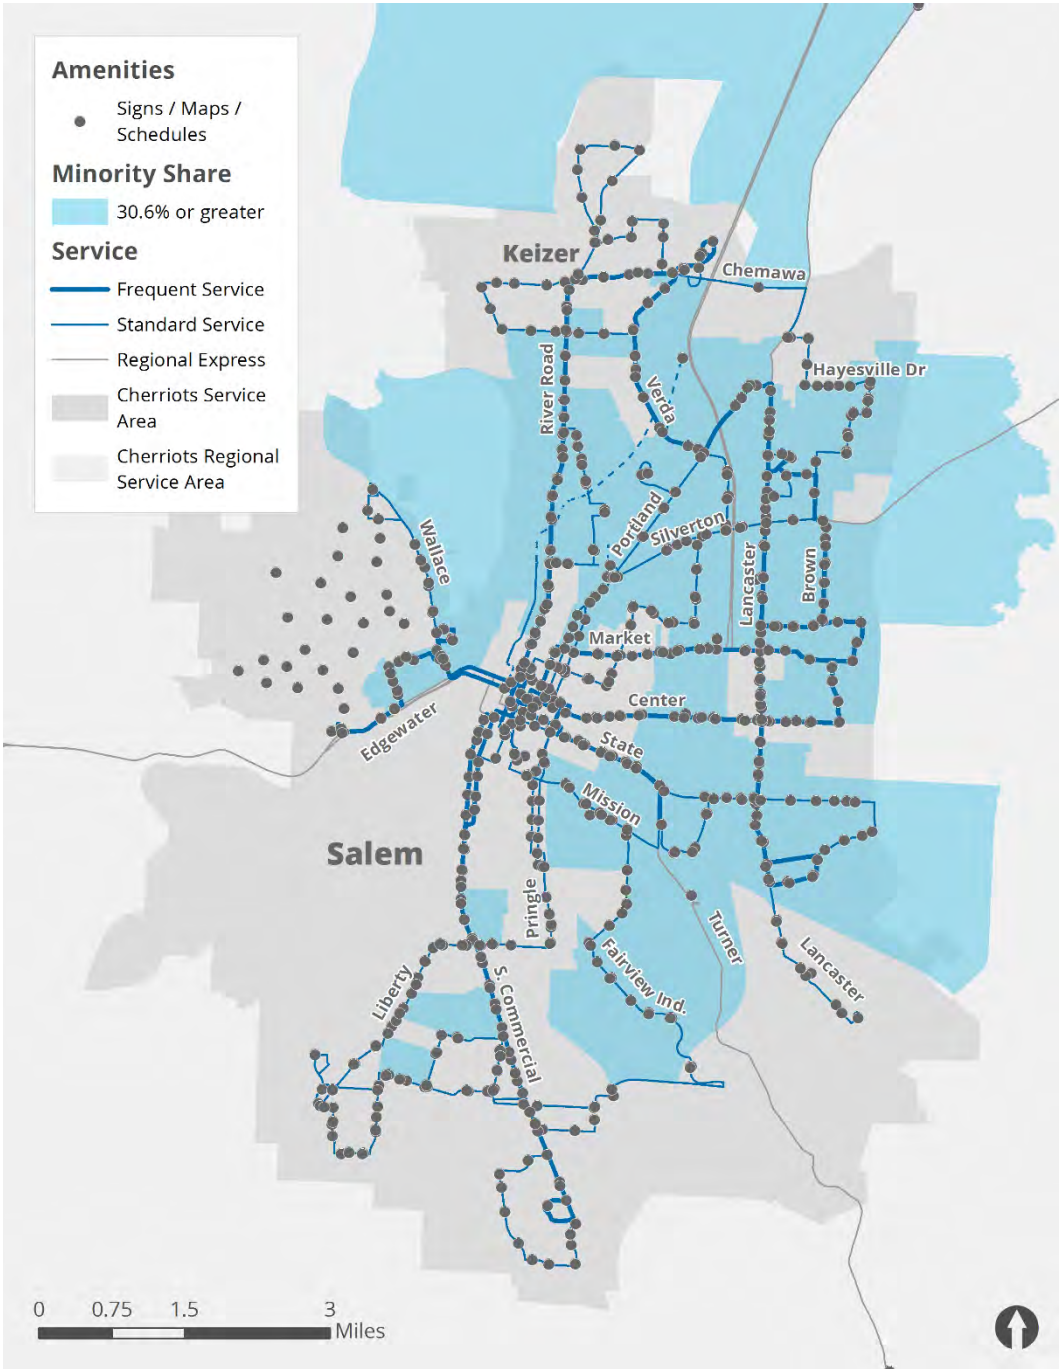 Amenities
Signs / Maps /
Schedules
Minority Share
30.6% or greater
Service
Frequent Service
Standard Service
Regional Express
Cherriots Service
Area
Cherriots Regional
Service Area
Keizer
Chemawa
Hayesville Dr
River Road
Verda
Wallace
Portland
Silverton
Lancaster
Brown
Market
Center
Edgewater
State
Mission
Salem
Pringle
Turner
Lancaster
Liberty
S. Commercial
Fairview Ind.
0 0.75 1.5 3
Miles